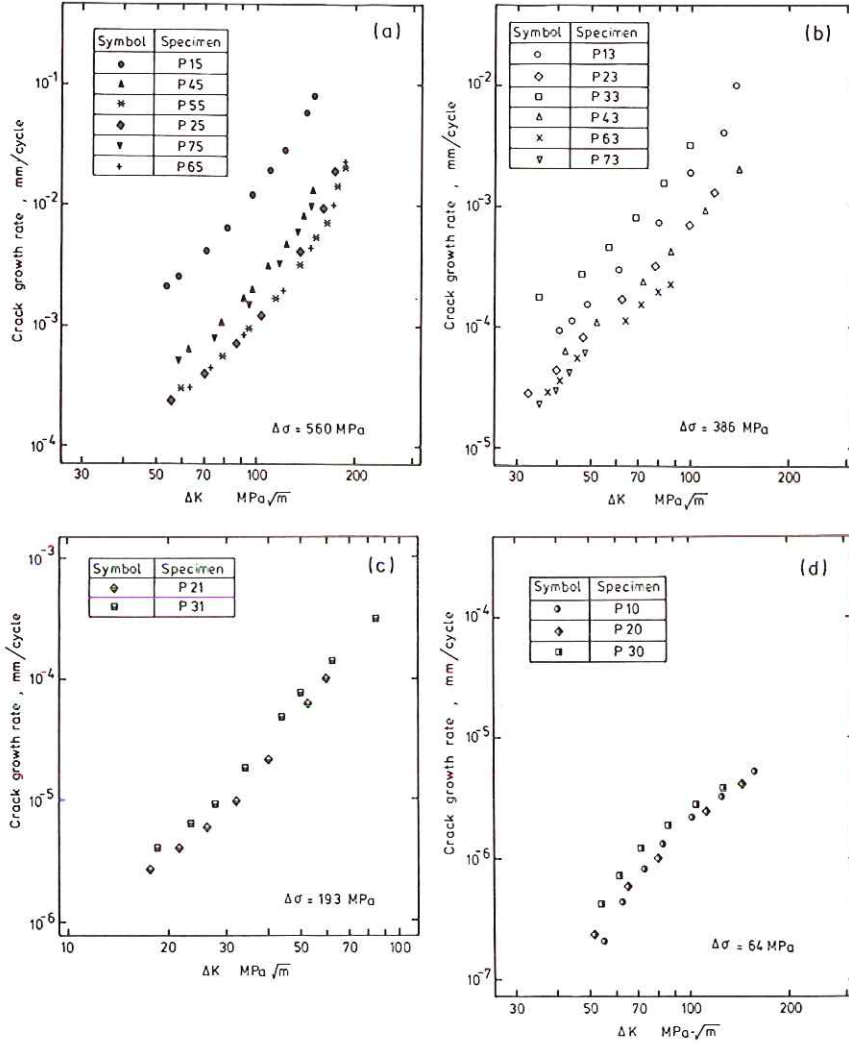 (a)
Symbol Specimen
P15
P45
P55
P25
P75
P65
Crack growth rate , mm/cycle
10⁻¹
10⁻²
10⁻³
10⁻⁴
Δσ = 560 MPa
30 50 70 100 200
ΔK MPa√m
(b)
Symbol Specimen
P13
P23
P33
P43
P63
P73
Crack growth rate , mm/cycle
10⁻²
10⁻³
10⁻⁴
10⁻⁵
Δσ = 386 MPa
30 50 70 100 200
ΔK MPa√m
(c)
Symbol Specimen
P21
P31
Crack growth rate , mm/cycle
10⁻³
10⁻⁴
10⁻⁵
10⁻⁶
Δσ = 193 MPa
10 20 30 50 100
ΔK MPa√m
(d)
Symbol Specimen
P10
P20
P30
Crack growth rate , mm/cycle
10⁻⁴
10⁻⁵
10⁻⁶
10⁻⁷
Δσ = 64 MPa
30 50 70 100 200
ΔK MPa·√m